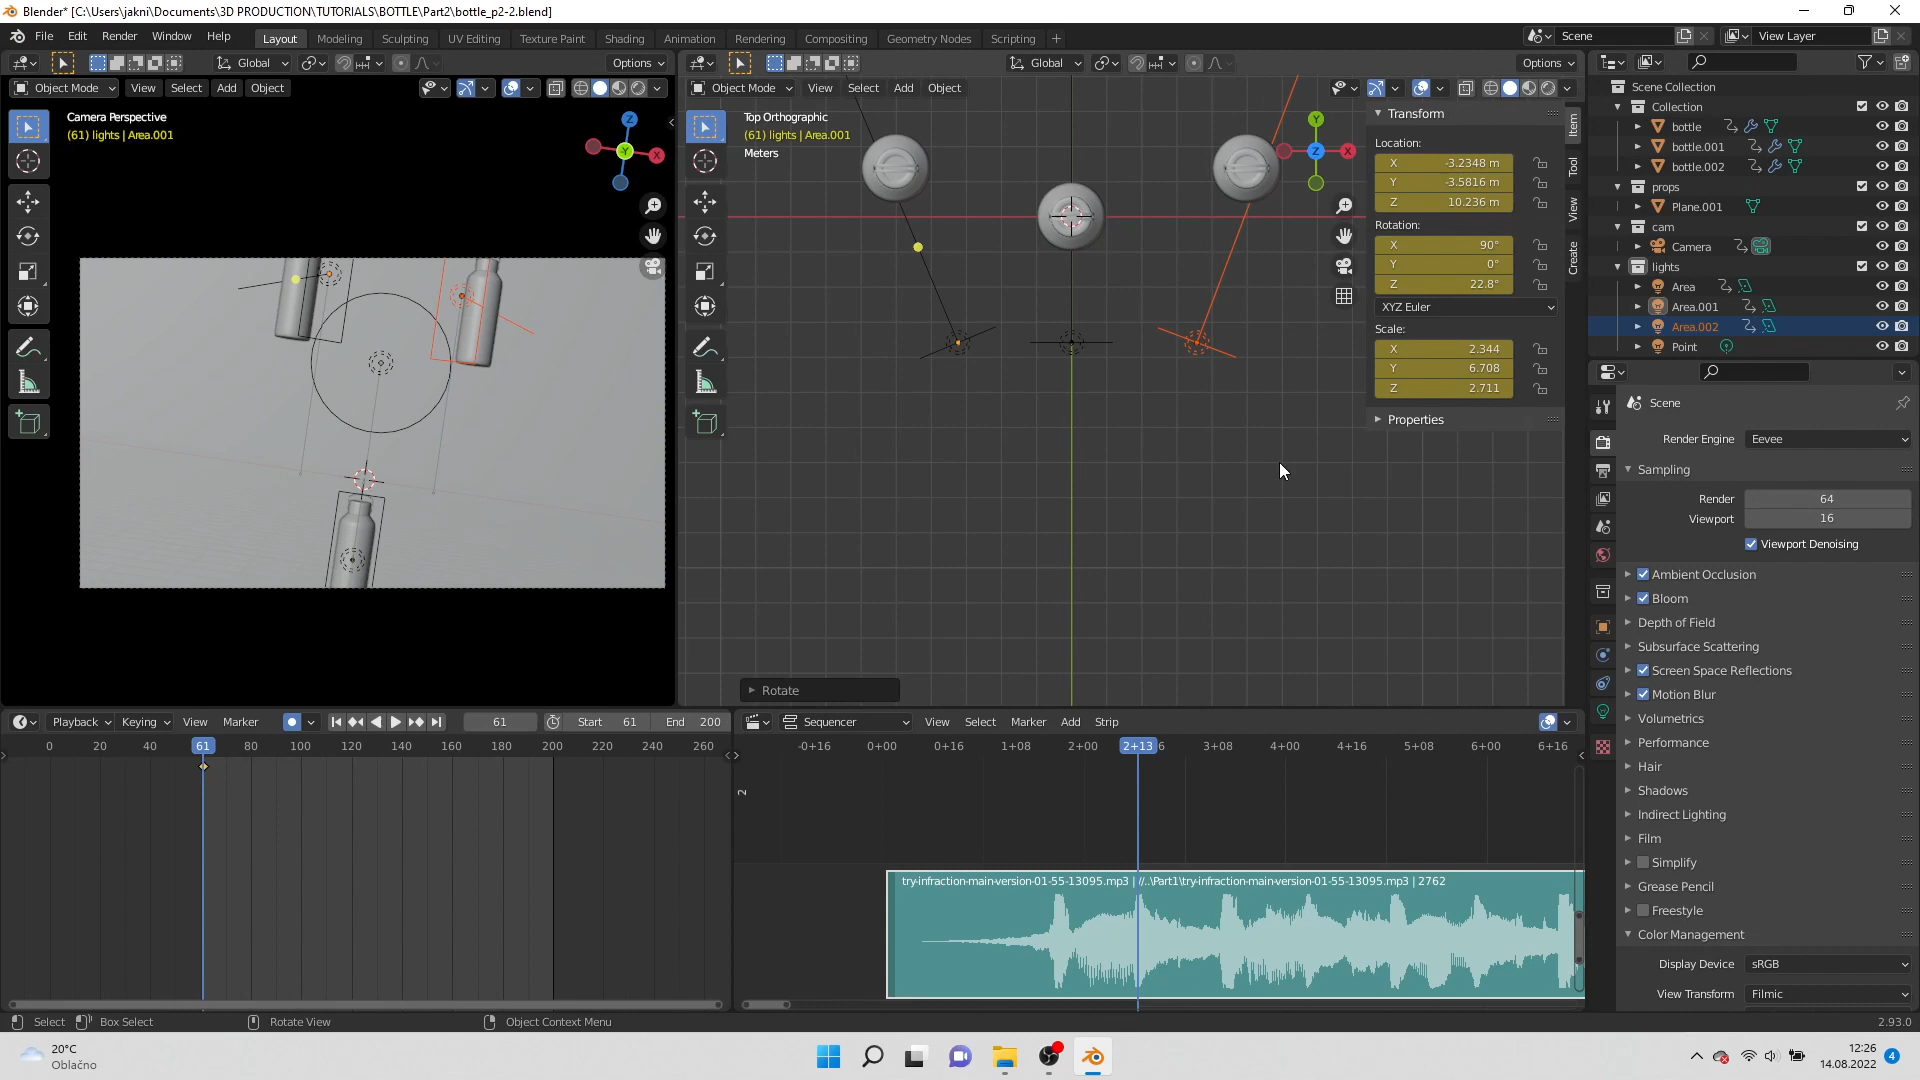 Blender* [C:\Users\jakni\Documents\3D PRODUCTION\TUTORIALS\BOTTLE\Part2\bottle_p2-2.blend]
File Edit Render Window Help Layout Modeling Sculpting UV Editing Texture Paint Shading Animation Rendering Compositing Geometry Nodes Scripting + Scene View Layer
Global Options Global Options
Object Mode View Select Add Object Object Mode View Select Add Object
Camera Perspective
(61) lights | Area.001
Top Orthographic
(61) lights | Area.001
Meters
Z
Y
X
Y
Z
X
Transform
Location:
X -3.2348 m
Y -3.5816 m
Z 10.236 m
Rotation:
X 90°
Y 0°
Z 22.8°
XYZ Euler
Scale:
X 2.344
Y 6.708
Z 2.711
Properties
Item
Tool
View
Create
Rotate
Scene Collection
Collection
bottle
bottle.001
bottle.002
props
Plane.001
cam
Camera
lights
Area
Area.001
Area.002
Point
Scene
Render Engine Eevee
Sampling
Render 64
Viewport 16
Viewport Denoising
Ambient Occlusion
Bloom
Depth of Field
Subsurface Scattering
Screen Space Reflections
Motion Blur
Volumetrics
Performance
Hair
Shadows
Indirect Lighting
Film
Simplify
Grease Pencil
Freestyle
Color Management
Display Device sRGB
View Transform Filmic
Playback Keying View Marker 61 Start 61 End 200
0 20 40 61 80 100 120 140 160 180 200 220 240 260
Sequencer View Select Marker Add Strip
-0+16 0+00 0+16 1+08 2+00 2+13 6 3+08 4+00 4+16 5+08 6+00 6+16
2
try-infraction-main-version-01-55-13095.mp3 | //..\Part1\try-infraction-main-version-01-55-13095.mp3 | 2762
Select Box Select Rotate View Object Context Menu 2.93.0
20°C
Oblačno
12:26
14.08.2022
4